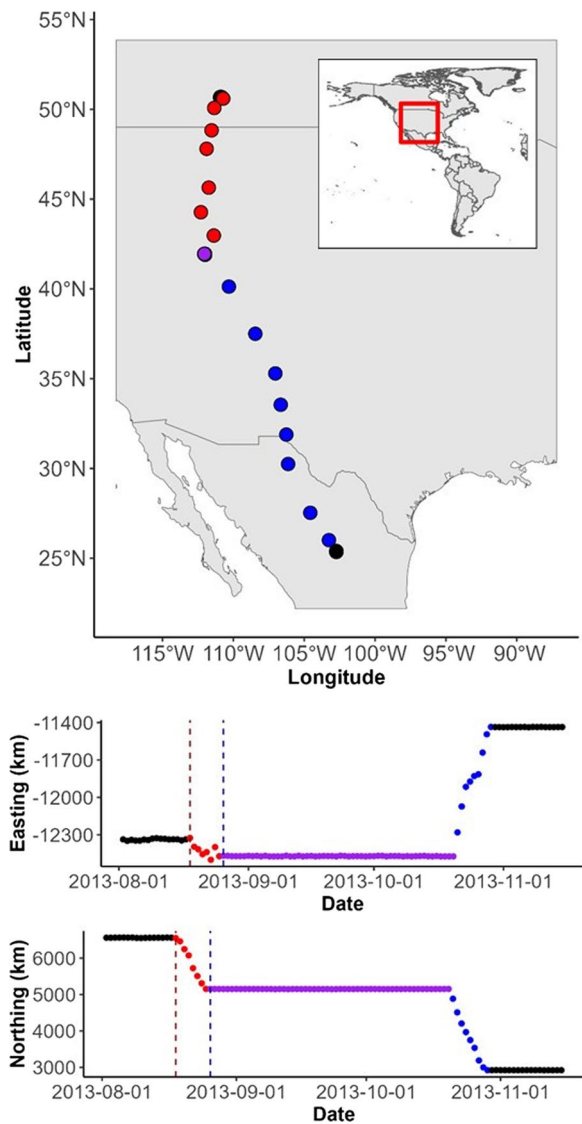 55°N
50°N
45°N
40°N
35°N
30°N
25°N
Latitude
115°W 110°W 105°W 100°W 95°W 90°W
Longitude
-11400
-11700
-12000
-12300
Easting (km)
2013-08-01 2013-09-01 2013-10-01 2013-11-01
Date
6000
5000
4000
3000
Northing (km)
2013-08-01 2013-09-01 2013-10-01 2013-11-01
Date